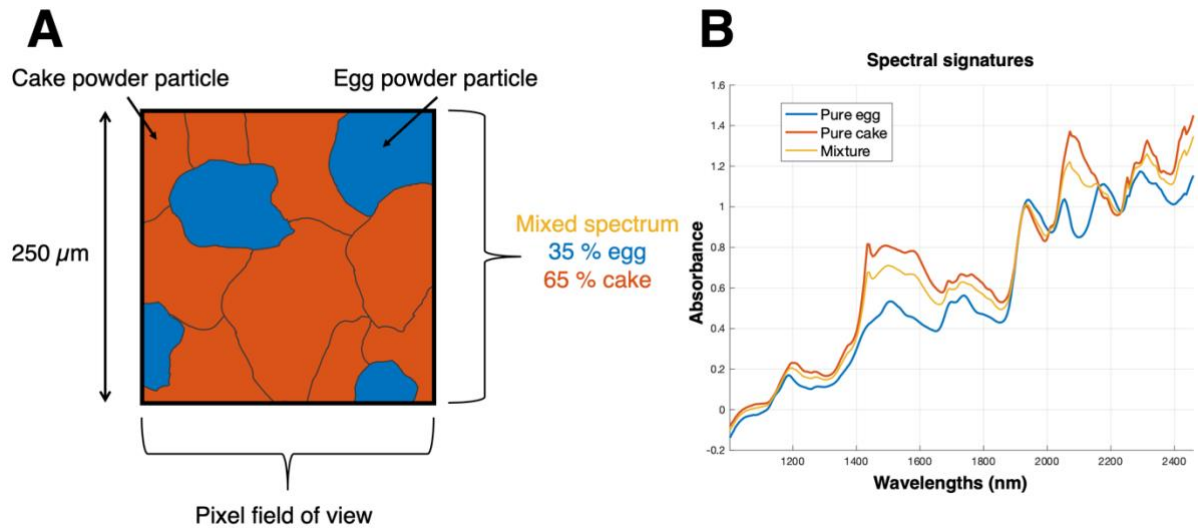 A
Cake powder particle
Egg powder particle
250 µm
Mixed spectrum
35 % egg
65 % cake
Pixel field of view
B
Spectral signatures
Pure egg
Pure cake
Mixture
Absorbance
1.6
1.4
1.2
1
0.8
0.6
0.4
0.2
0
-0.2
1200 1400 1600 1800 2000 2200 2400
Wavelengths (nm)